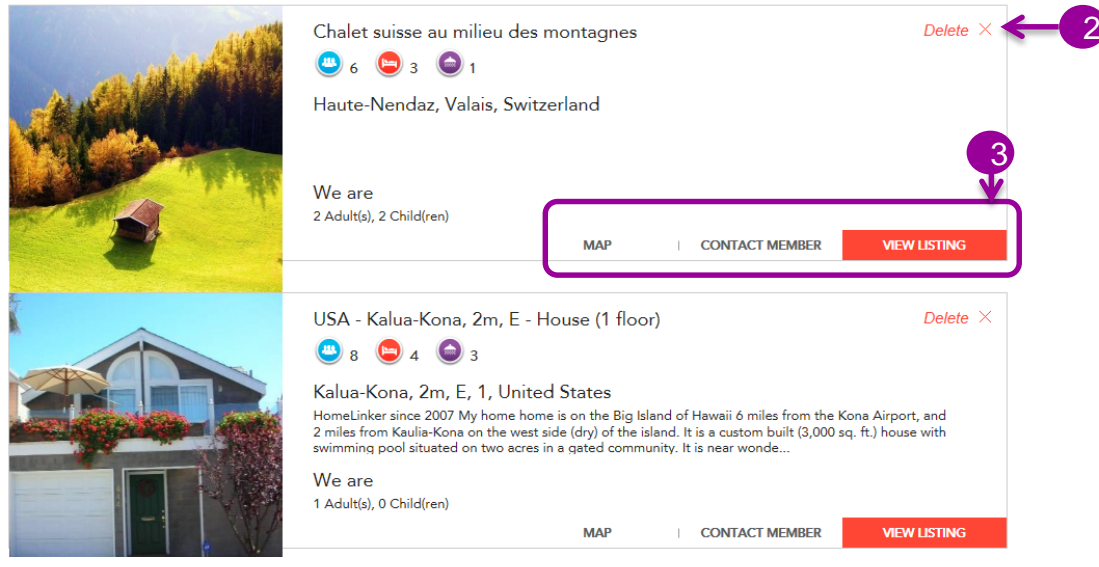 Chalet suisse au milieu des montagnes
Delete
2
6 3 1
Haute-Nendaz, Valais, Switzerland
3
We are
2 Adult(s), 2 Child(ren)
MAP | CONTACT MEMBER VIEW LISTING
USA - Kalua-Kona, 2m, E - House (1 floor)
Delete
8 4 3
Kalua-Kona, 2m, E, 1, United States
HomeLinker since 2007 My home home is on the Big Island of Hawaii 6 miles from the Kona Airport, and
2 miles from Kaulia-Kona on the west side (dry) of the island. It is a custom built (3,000 sq. ft.) house with
swimming pool situated on two acres in a gated community. It is near wonde...
We are
1 Adult(s), 0 Child(ren)
MAP | CONTACT MEMBER VIEW LISTING